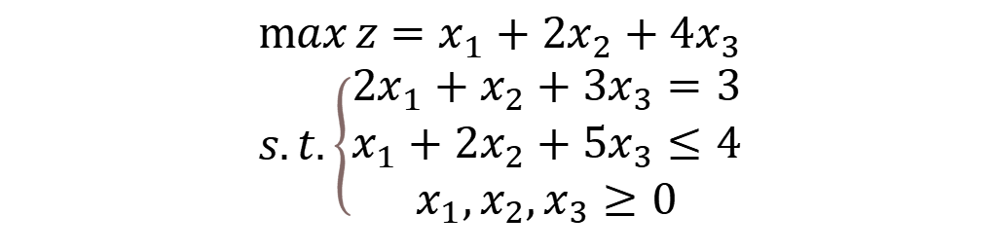 max z = x₁ + 2x₂ + 4x₃
2x₁ + x₂ + 3x₃ = 3
s.t. { x₁ + 2x₂ + 5x₃ ≤ 4
x₁, x₂, x₃ ≥ 0